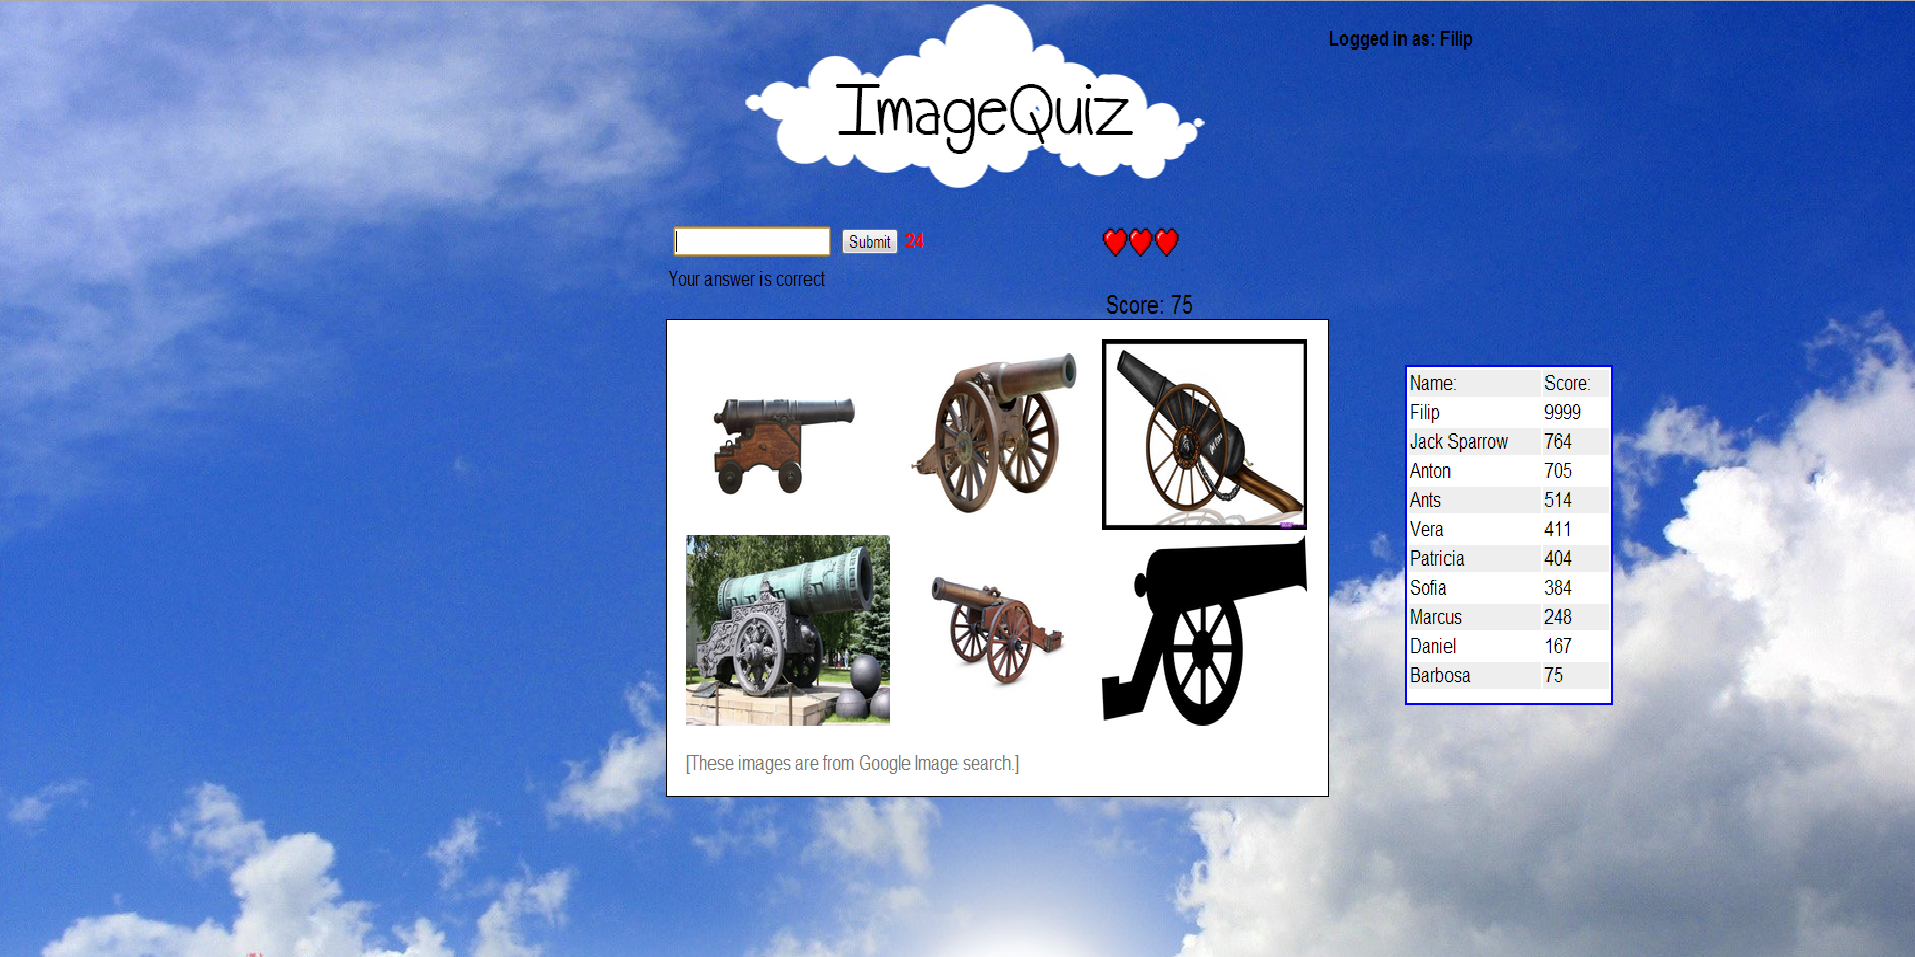 Logged in as: Filip
ImageQuiz
Submit 24
Your answer is correct
Score: 75
Name: Score:
Filip 9999
Jack Sparrow 764
Anton 705
Ants 514
Vera 411
Patricia 404
Sofia 384
Marcus 248
Daniel 167
Barbosa 75
[These images are from Google Image search.]